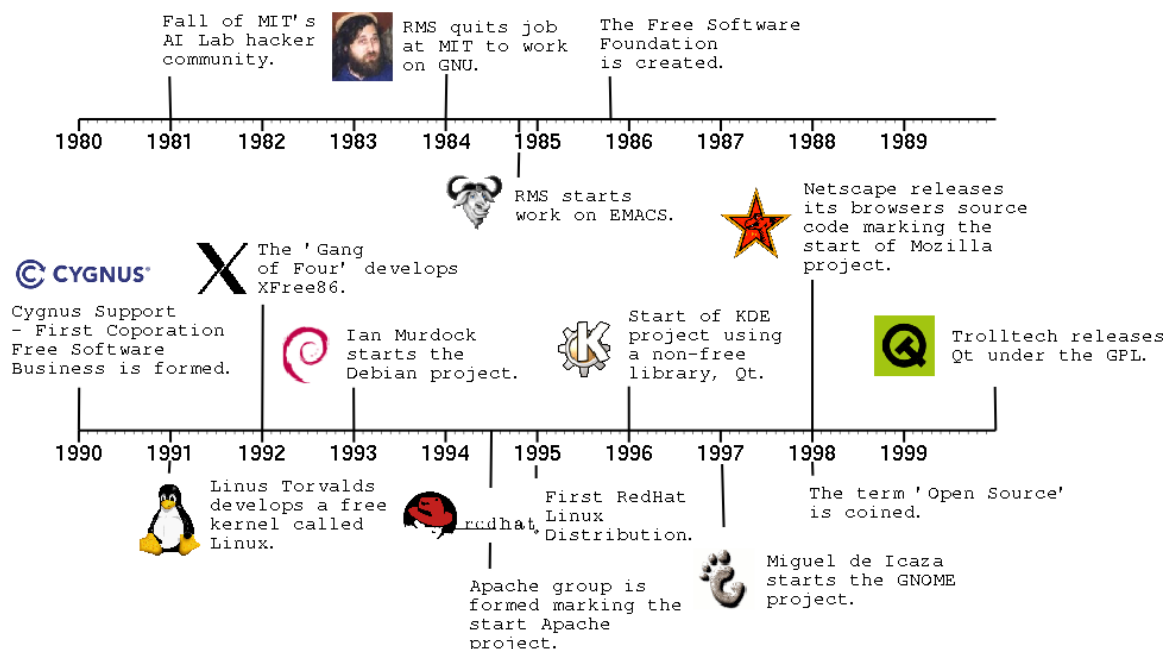 Fall of MIT's
AI Lab hacker
community.
RMS quits job
at MIT to work
on GNU.
The Free Software
Foundation
is created.
1980 1981 1982 1983 1984 1985 1986 1987 1988 1989
RMS starts
work on EMACS.
Netscape releases
its browsers source
code marking the
start of Mozilla
project.
CYGNUS®
Cygnus Support
- First Coporation
Free Software
Business is formed.
The 'Gang
of Four' develops
XFree86.
Ian Murdock
starts the
Debian project.
Start of KDE
project using
a non-free
library, Qt.
Trolltech releases
Qt under the GPL.
1990 1991 1992 1993 1994 1995 1996 1997 1998 1999
Linus Torvalds
develops a free
kernel called
Linux.
redhat.
First RedHat
Linux
Distribution.
Apache group is
formed marking the
start Apache
project.
Miguel de Icaza
starts the GNOME
project.
The term 'Open Source'
is coined.